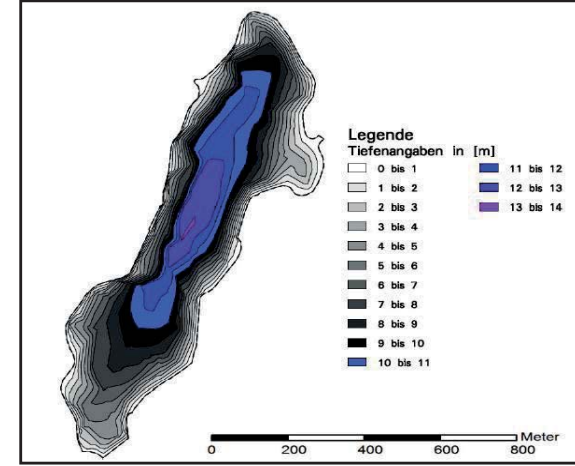 Legende
Tiefenangaben in [m]
0 bis 1
1 bis 2
2 bis 3
3 bis 4
4 bis 5
5 bis 6
6 bis 7
7 bis 8
8 bis 9
9 bis 10
10 bis 11
11 bis 12
12 bis 13
13 bis 14
Meter
0 200 400 600 800